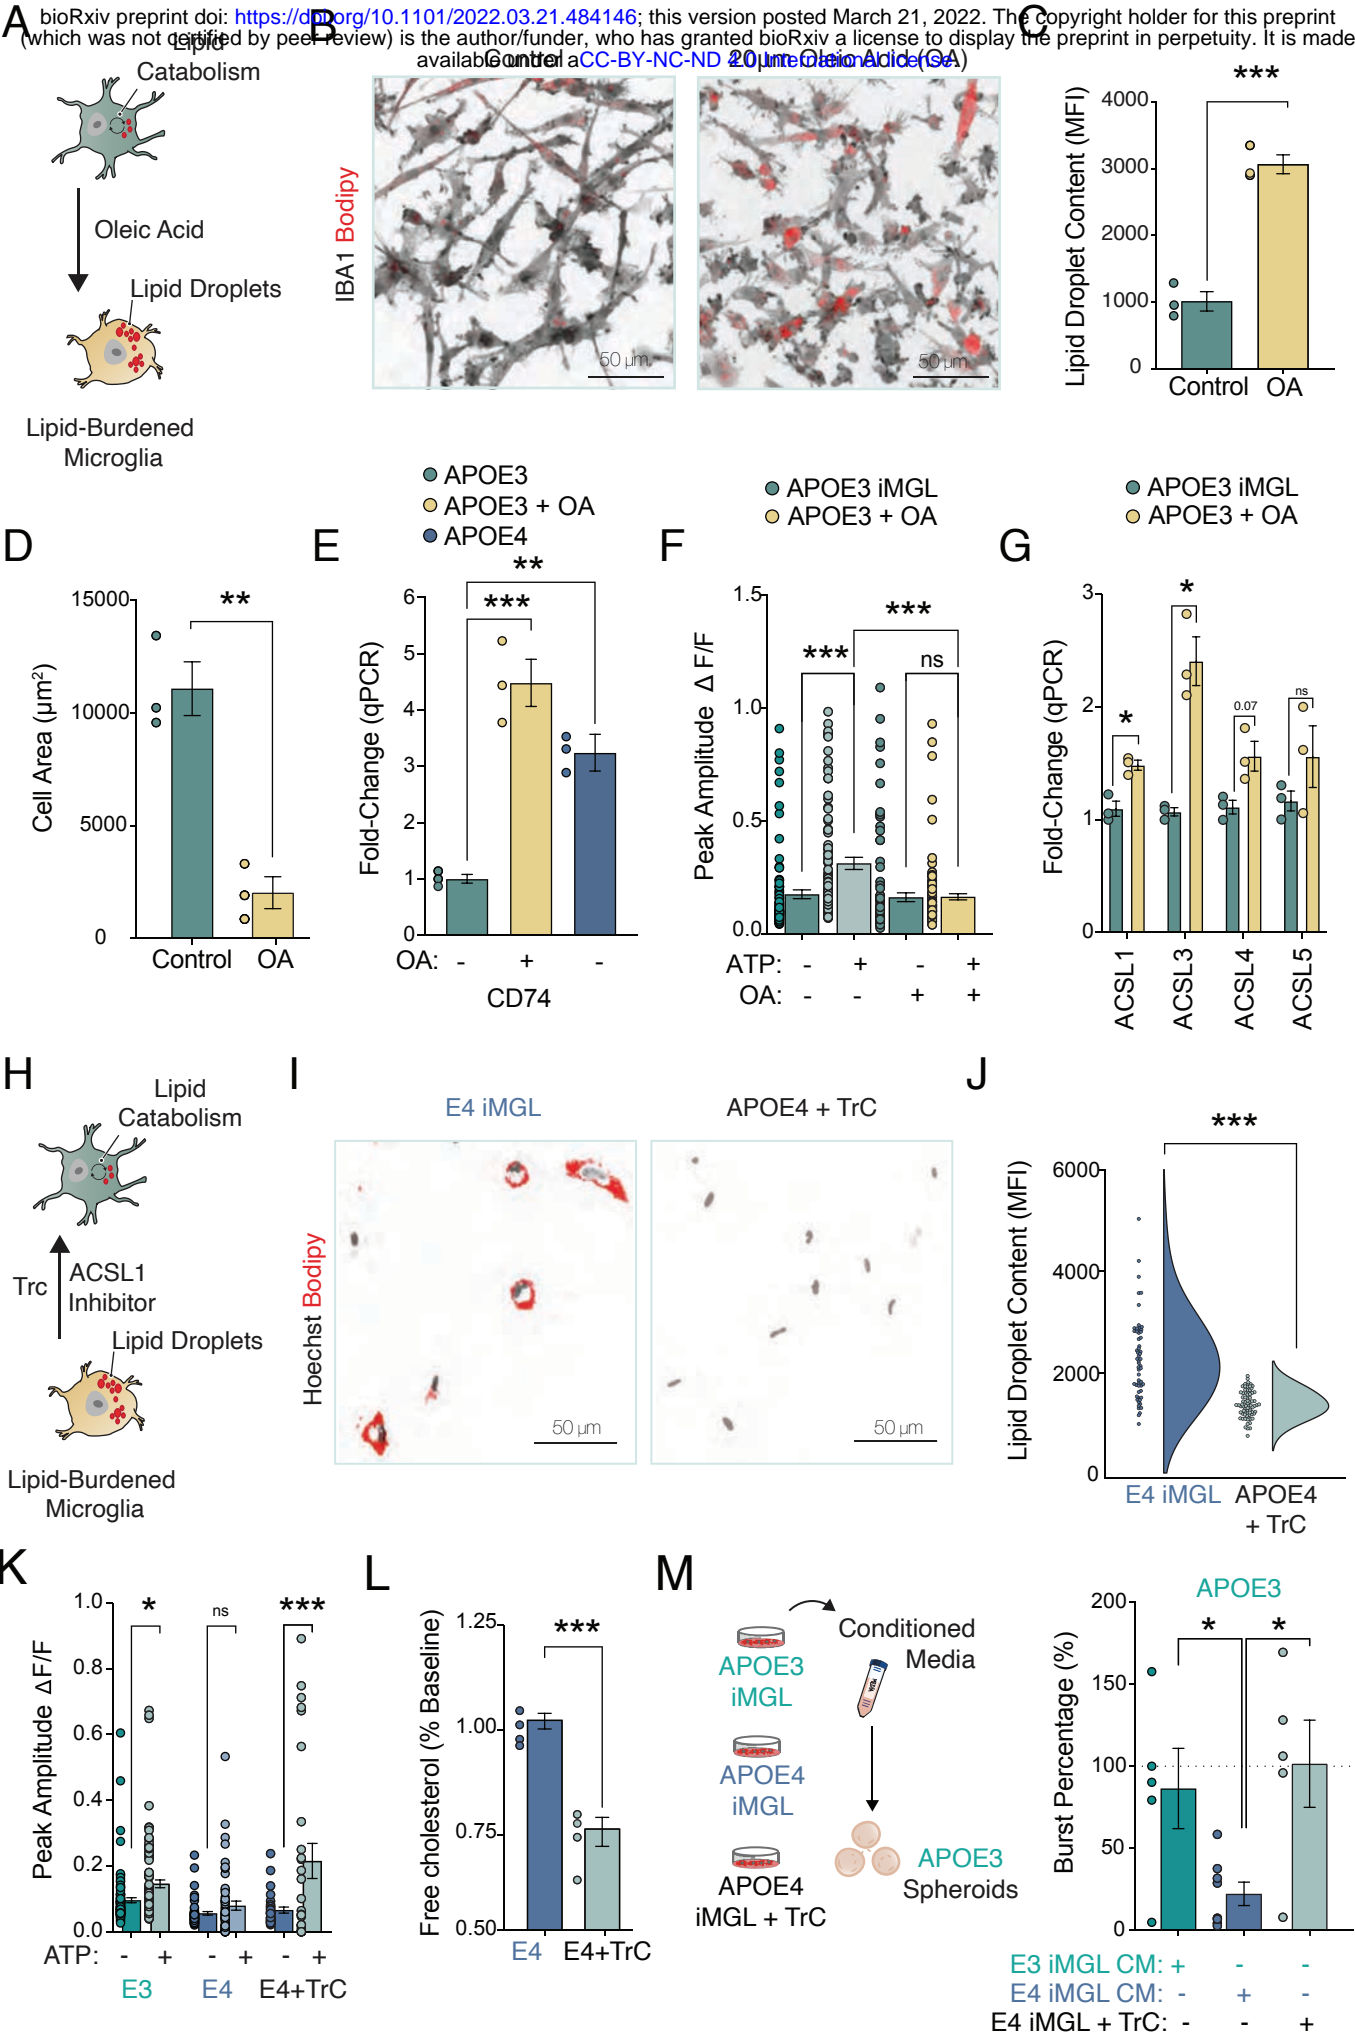 bioRxiv preprint doi: https://doi.org/10.1101/2022.03.21.484146; this version posted March 21, 2022. The copyright holder for this preprint
(which was not certified by peer review) is the author/funder, who has granted bioRxiv a license to display the preprint in perpetuity. It is made
available under aCC-BY-NC-ND 4.0 International license.
A
Lipid
Catabolism
Oleic Acid
Lipid Droplets
Lipid-Burdened
Microglia
B
Control
20μm Oleic Acid (OA)
IBA1 Bodipy
50 μm
50 μm
C
***
Lipid Droplet Content (MFI)
4000
3000
2000
1000
0
Control OA
D
**
Cell Area (μm²)
15000
10000
5000
0
Control OA
APOE3
APOE3 + OA
APOE4
E
**
***
Fold-Change (qPCR)
6
5
4
3
2
1
0
OA: - + -
CD74
APOE3 iMGL
APOE3 + OA
F
***
***
ns
Peak Amplitude Δ F/F
1.5
1.0
0.5
0.0
ATP: - + - +
OA: - - + +
APOE3 iMGL
APOE3 + OA
G
*
*
0.07
ns
Fold-Change (qPCR)
3
2
1
0
ACSL1
ACSL3
ACSL4
ACSL5
H
Lipid
Catabolism
Trc
ACSL1
Inhibitor
Lipid Droplets
Lipid-Burdened
Microglia
I
E4 iMGL
APOE4 + TrC
Hoechst Bodipy
50 μm
50 μm
J
***
Lipid Droplet Content (MFI)
6000
4000
2000
0
E4 iMGL APOE4
+ TrC
K
*
ns
***
Peak Amplitude ΔF/F
1.0
0.8
0.6
0.4
0.2
0.0
ATP: - + - + - +
E3 E4 E4+TrC
L
***
Free cholesterol (% Baseline)
1.25
1.00
0.75
0.50
E4 E4+TrC
M
APOE3
iMGL
APOE4
iMGL
APOE4
iMGL + TrC
Conditioned
Media
APOE3
Spheroids
APOE3
*
*
Burst Percentage (%)
200
150
100
50
0
E3 iMGL CM: + - -
E4 iMGL CM: - + -
E4 iMGL + TrC: - - +